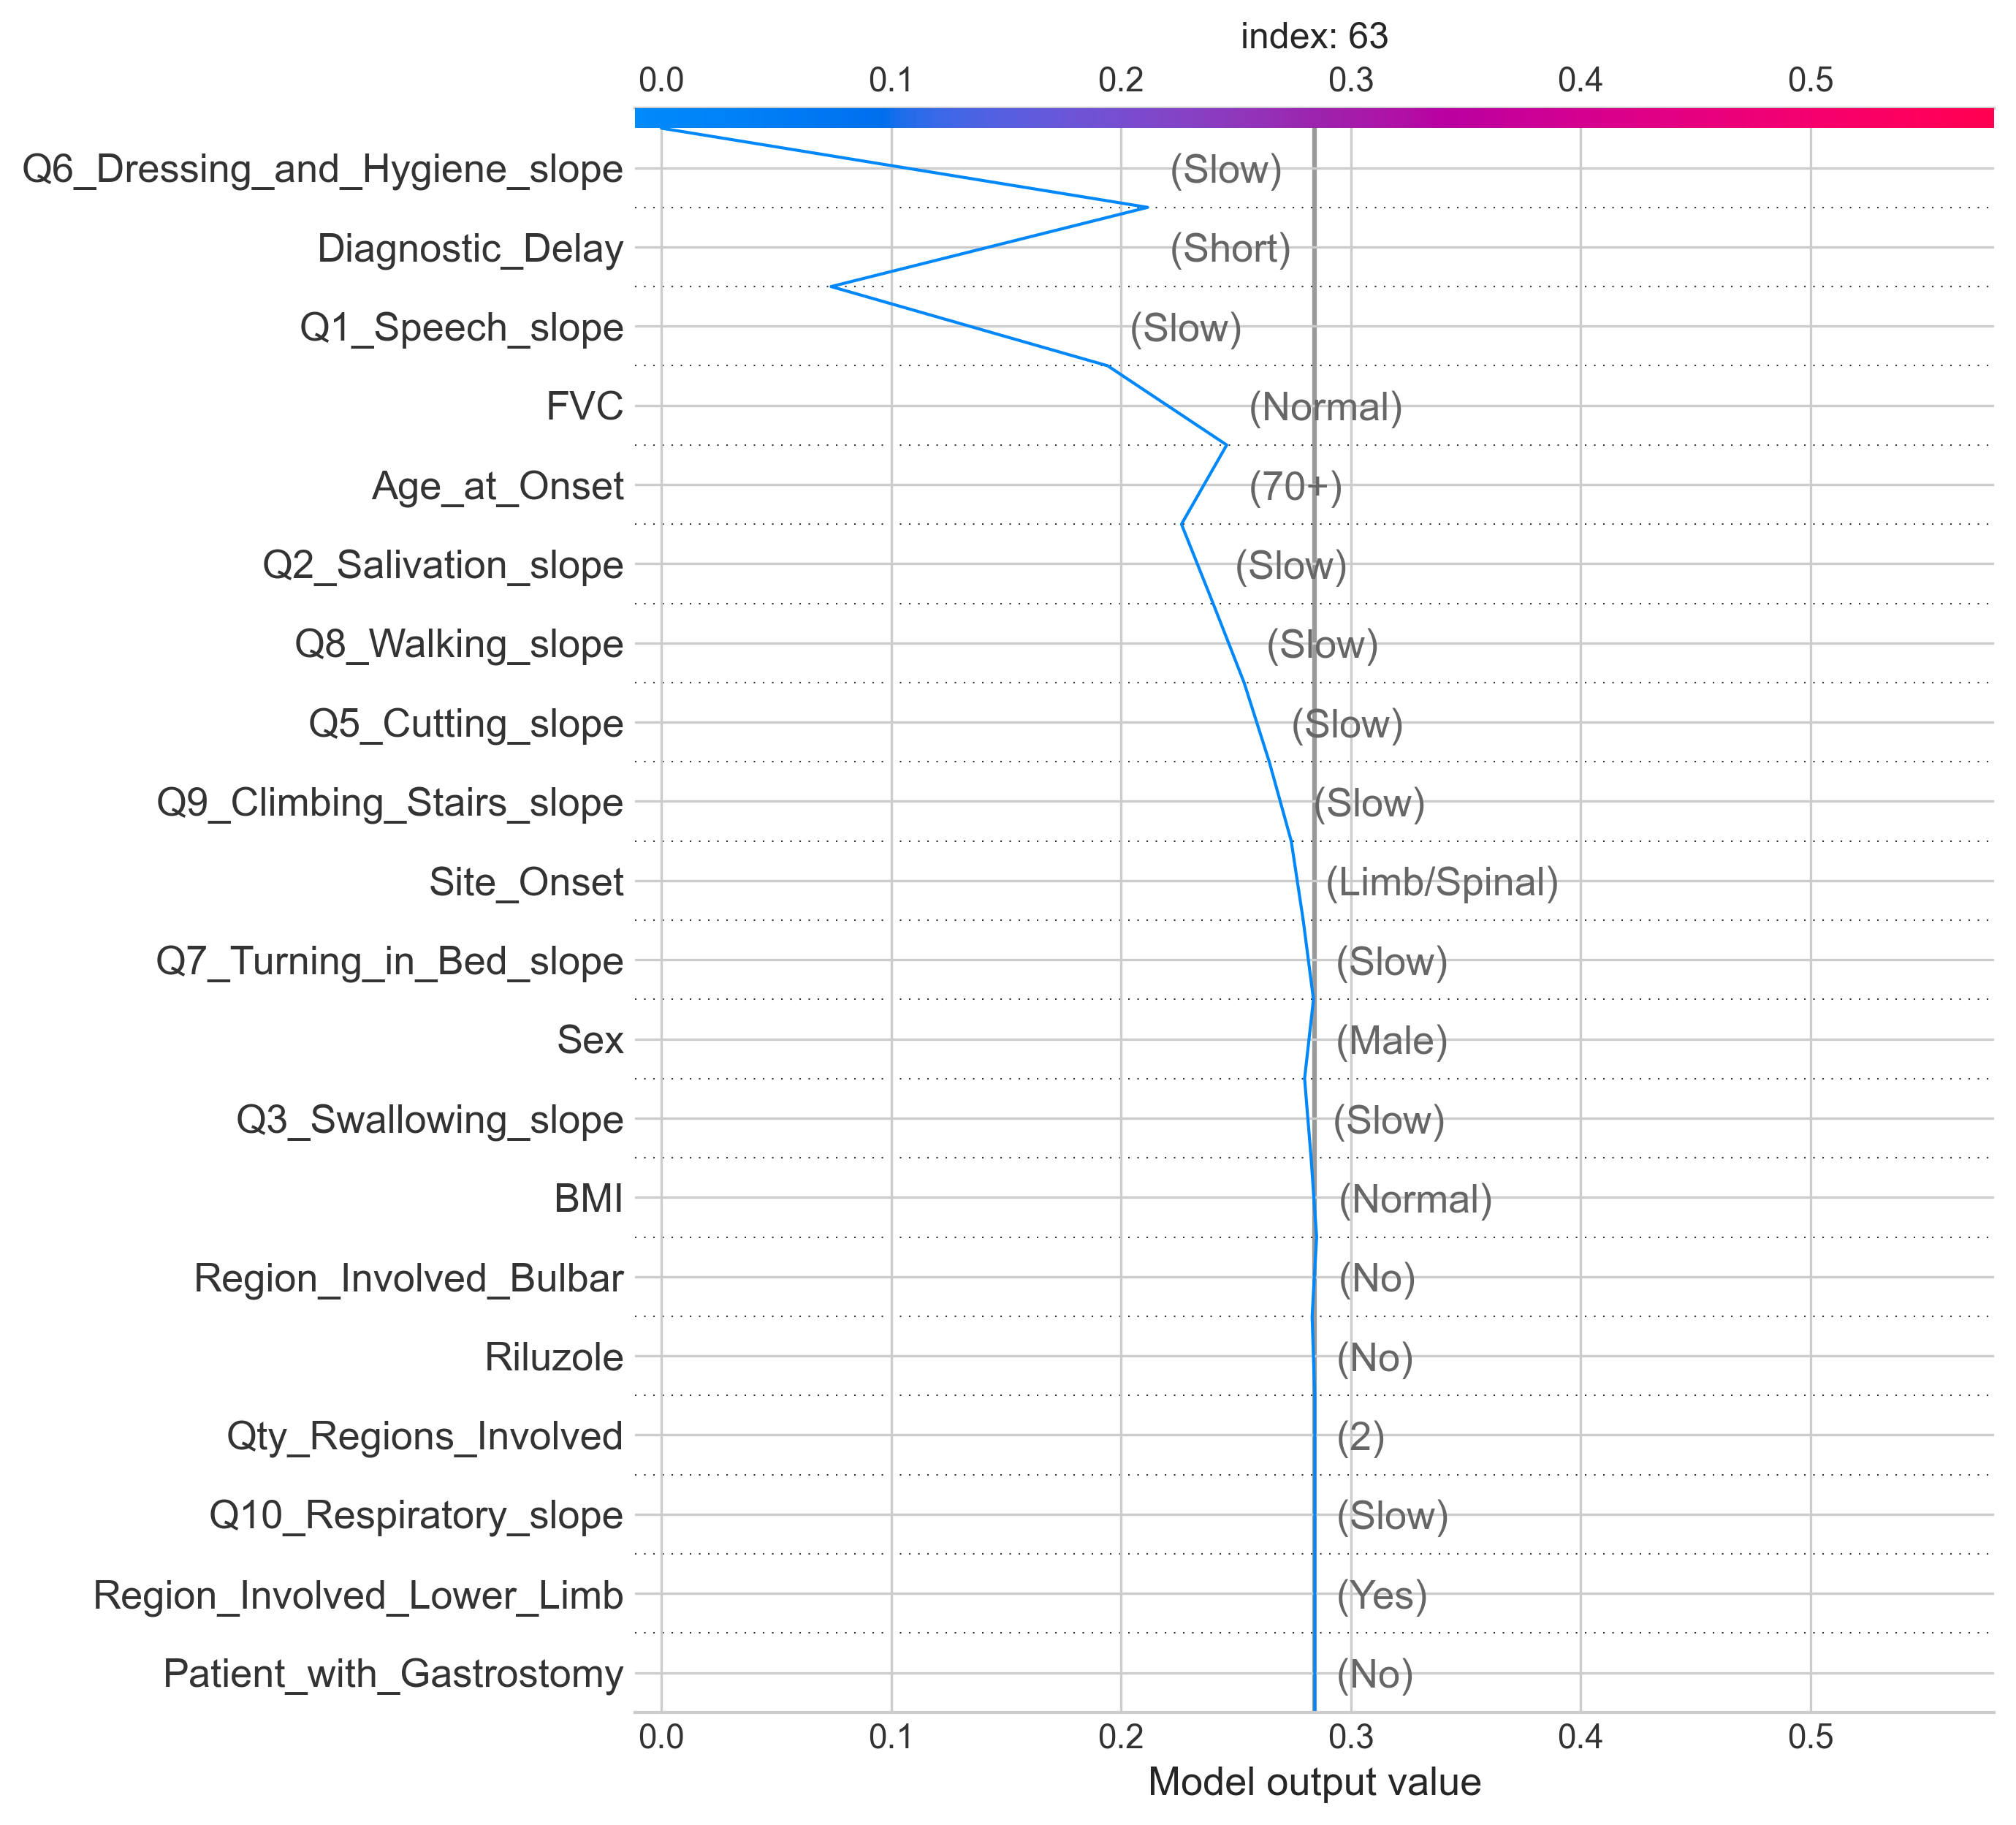 index: 63
0.0 0.1 0.2 0.3 0.4 0.5
Q6_Dressing_and_Hygiene_slope (Slow)
Diagnostic_Delay (Short)
Q1_Speech_slope (Slow)
FVC (Normal)
Age_at_Onset (70+)
Q2_Salivation_slope (Slow)
Q8_Walking_slope (Slow)
Q5_Cutting_slope (Slow)
Q9_Climbing_Stairs_slope (Slow)
Site_Onset (Limb/Spinal)
Q7_Turning_in_Bed_slope (Slow)
Sex (Male)
Q3_Swallowing_slope (Slow)
BMI (Normal)
Region_Involved_Bulbar (No)
Riluzole (No)
Qty_Regions_Involved (2)
Q10_Respiratory_slope (Slow)
Region_Involved_Lower_Limb (Yes)
Patient_with_Gastrostomy (No)
0.0 0.1 0.2 0.3 0.4 0.5
Model output value